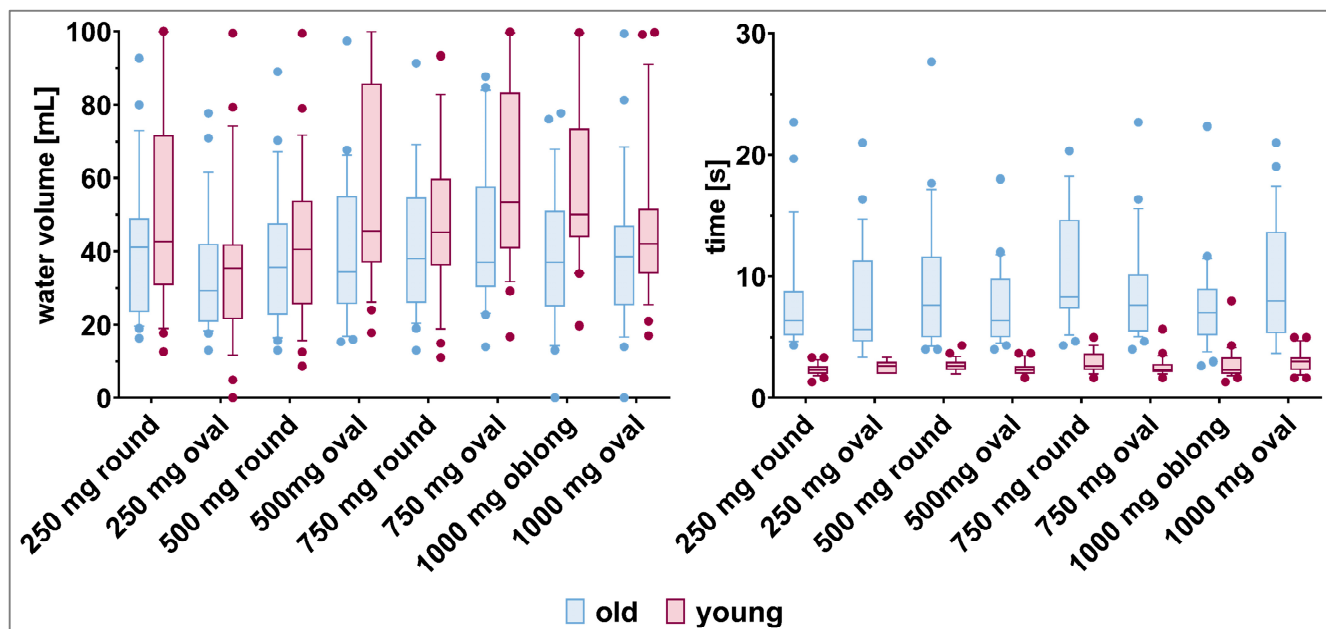 100
80
60
40
20
0
water volume [mL]
250 mg round
250 mg oval
500 mg round
500mg oval
750 mg round
750 mg oval
1000 mg oblong
1000 mg oval
30
20
10
0
time [s]
250 mg round
250 mg oval
500 mg round
500mg oval
750 mg round
750 mg oval
1000 mg oblong
1000 mg oval
old young